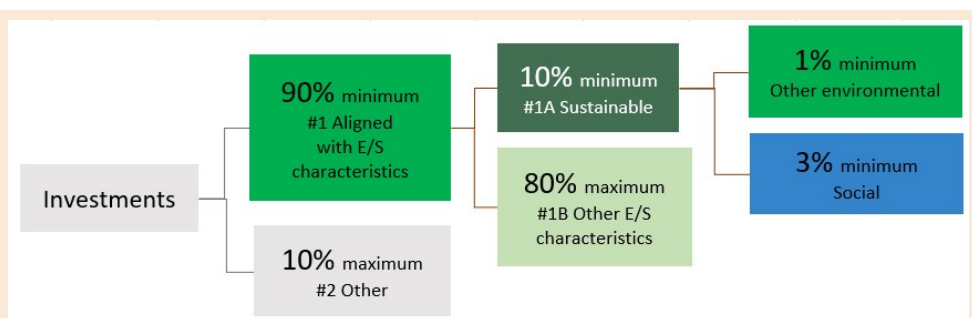 Investments
90% minimum
#1 Aligned
with E/S
characteristics
10% maximum
#2 Other
10% minimum
#1A Sustainable
80% maximum
#1B Other E/S
characteristics
1% minimum
Other environmental
3% minimum
Social